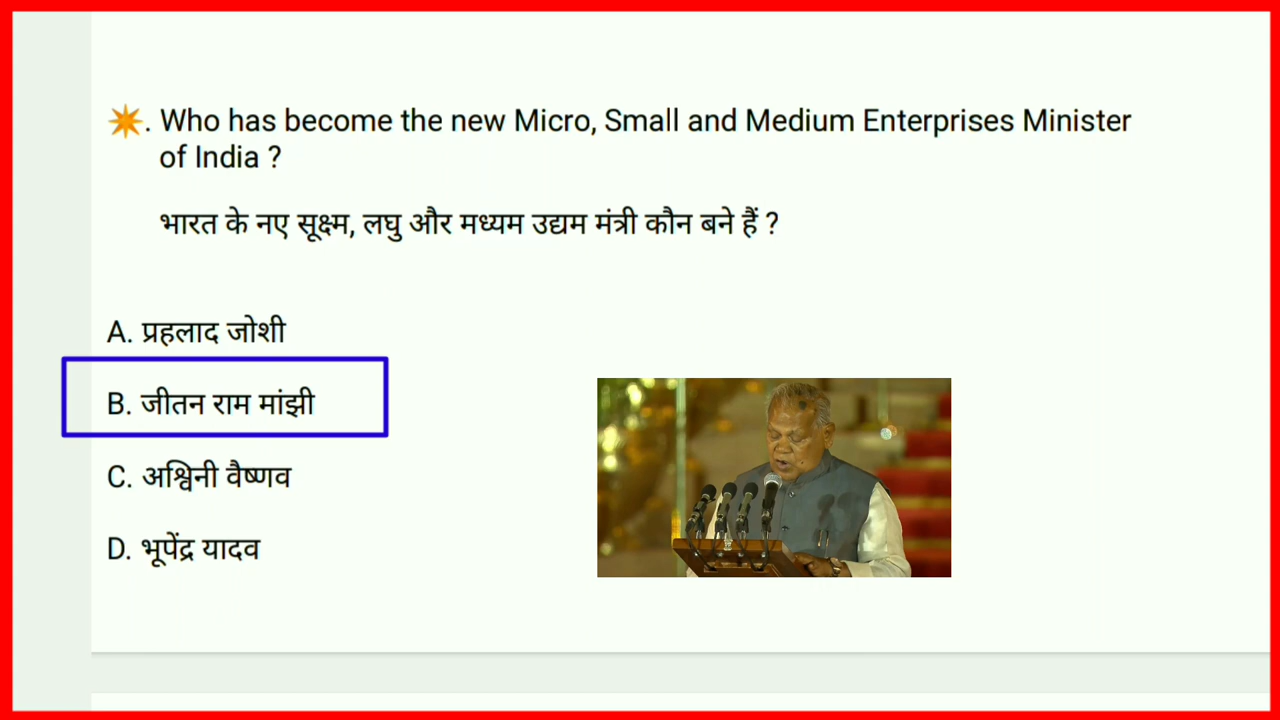 . Who has become the new Micro, Small and Medium Enterprises Minister
of India ?
भारत के नए सूक्ष्म, लघु और मध्यम उद्यम मंत्री कौन बने हैं ?
A. प्रहलाद जोशी
B. जीतन राम मांझी
C. अश्विनी वैष्णव
D. भूपेंद्र यादव